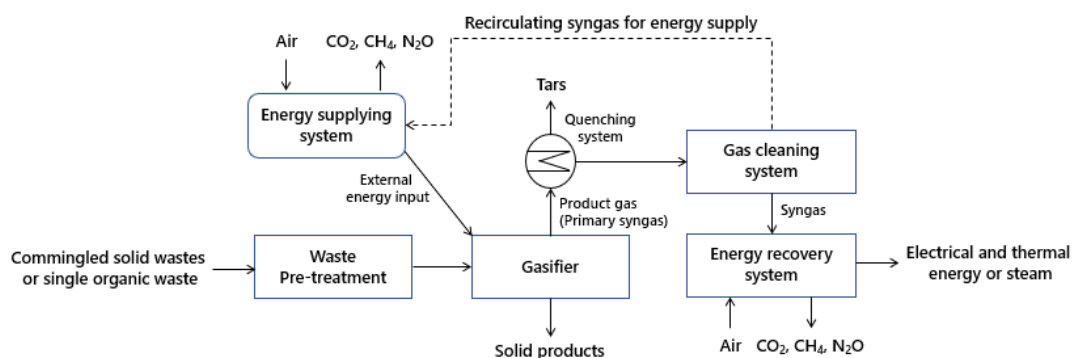 Recirculating syngas for energy supply
Air
CO₂, CH₄, N₂O
Tars
Energy supplying
system
Quenching
system
Gas cleaning
system
External
energy input
Product gas
(Primary syngas)
Syngas
Commingled solid wastes
or single organic waste
Waste
Pre-treatment
Gasifier
Energy recovery
system
Electrical and thermal
energy or steam
Solid products
Air
CO₂, CH₄, N₂O